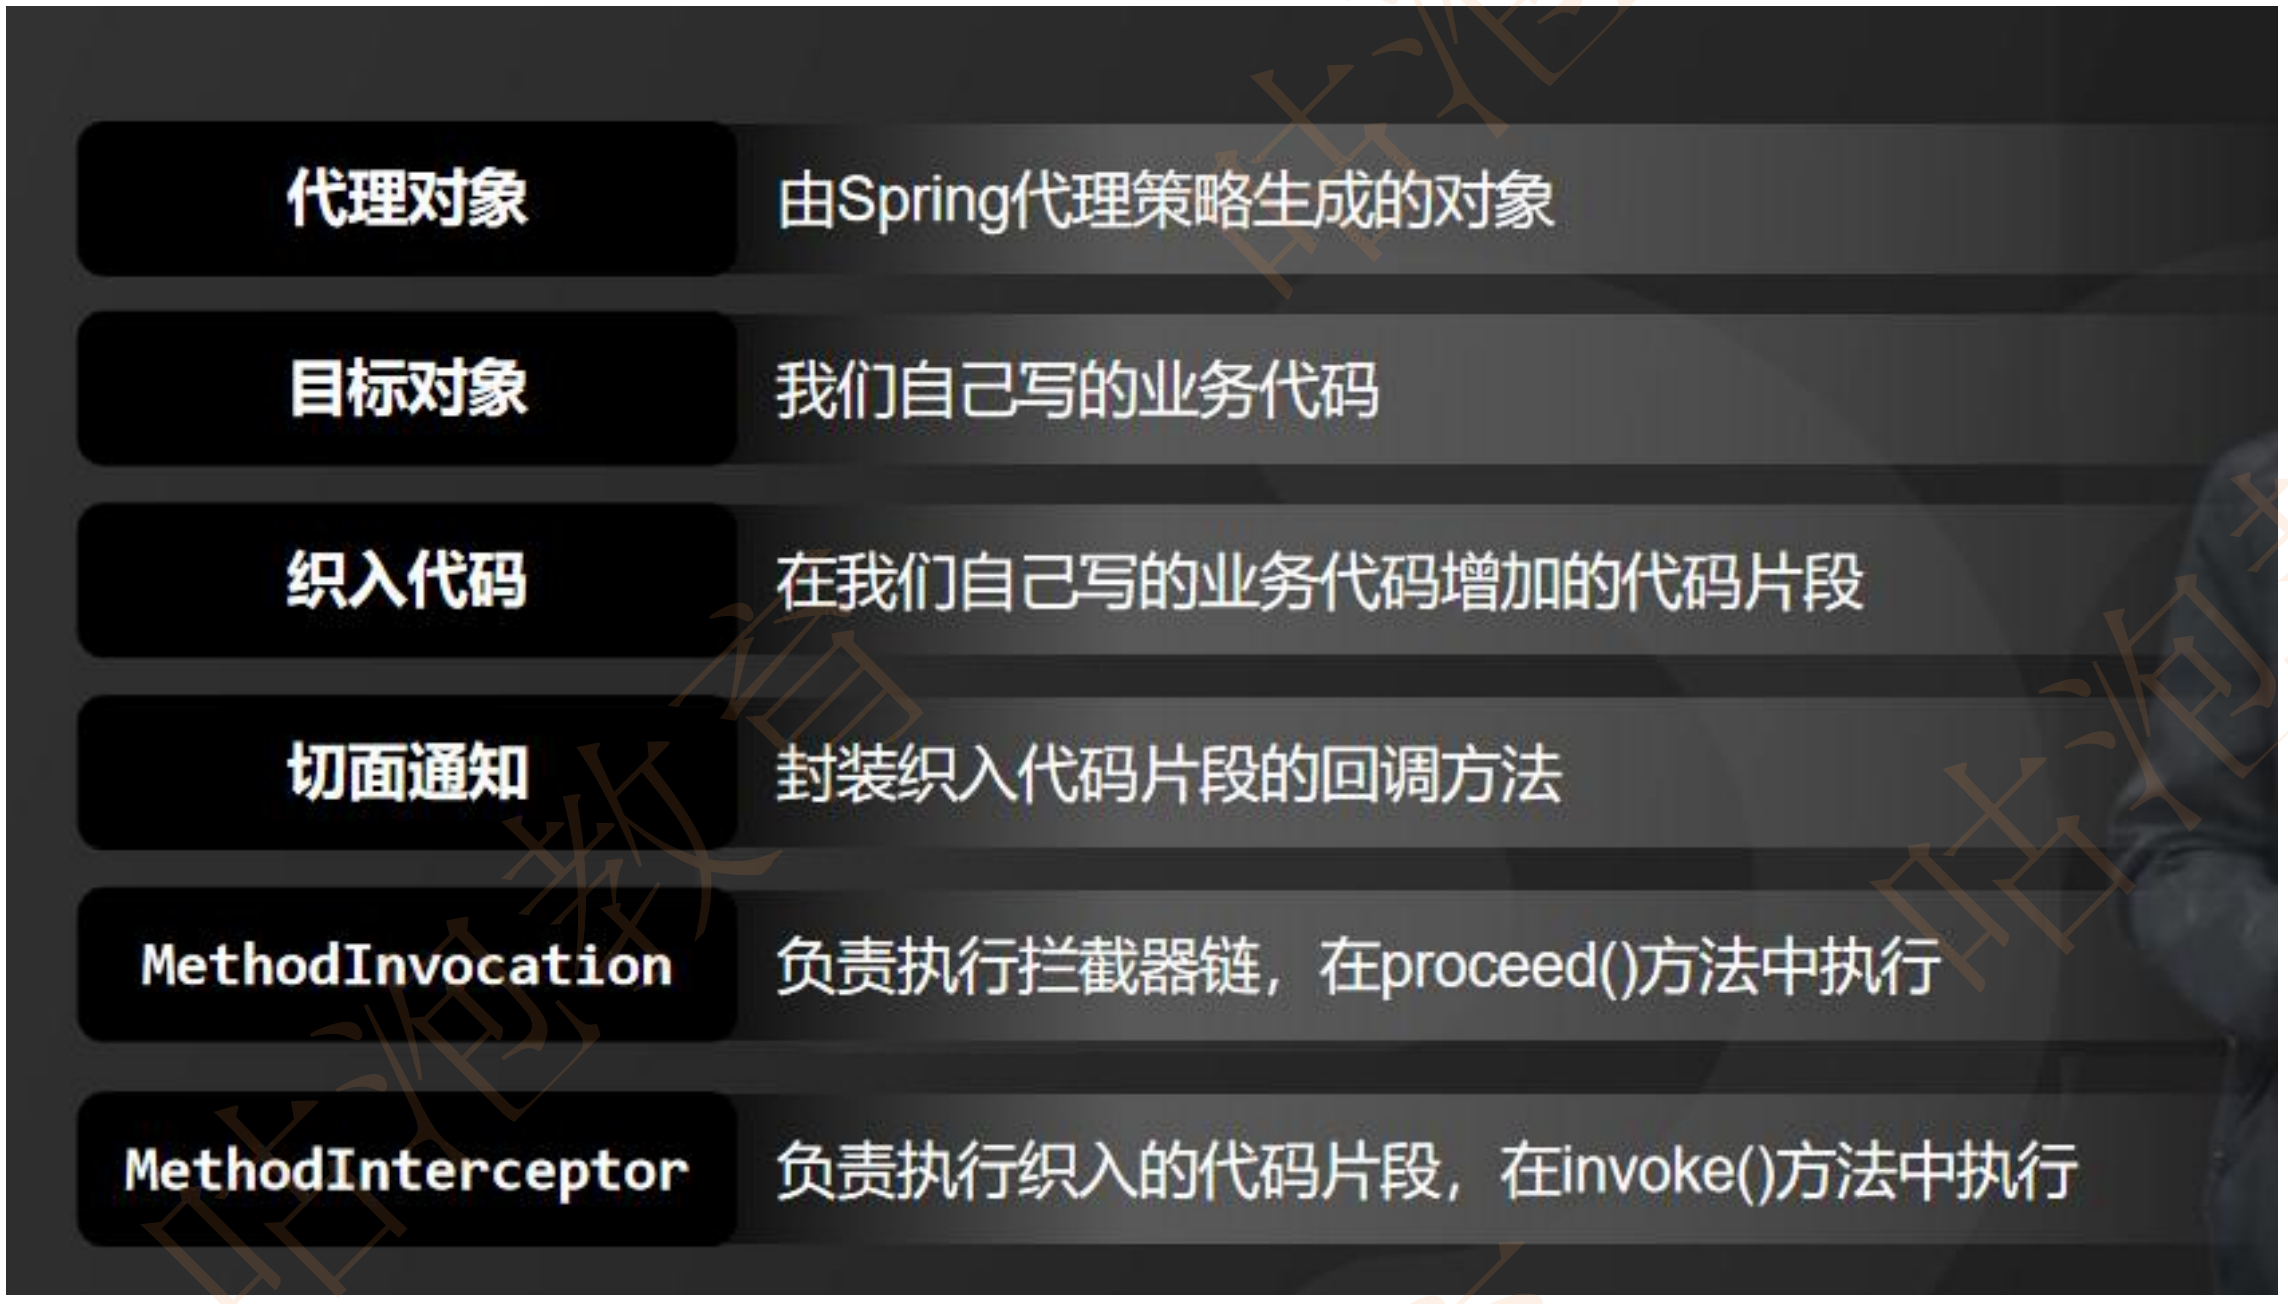 代理对象 由Spring代理策略生成的对象
目标对象 我们自己写的业务代码
织入代码 在我们自己写的业务代码增加的代码片段
切面通知 封装织入代码片段的回调方法
MethodInvocation 负责执行拦截器链，在proceed()方法中执行
MethodInterceptor 负责执行织入的代码片段，在invoke()方法中执行
咕泡教育
咕泡
咕泡